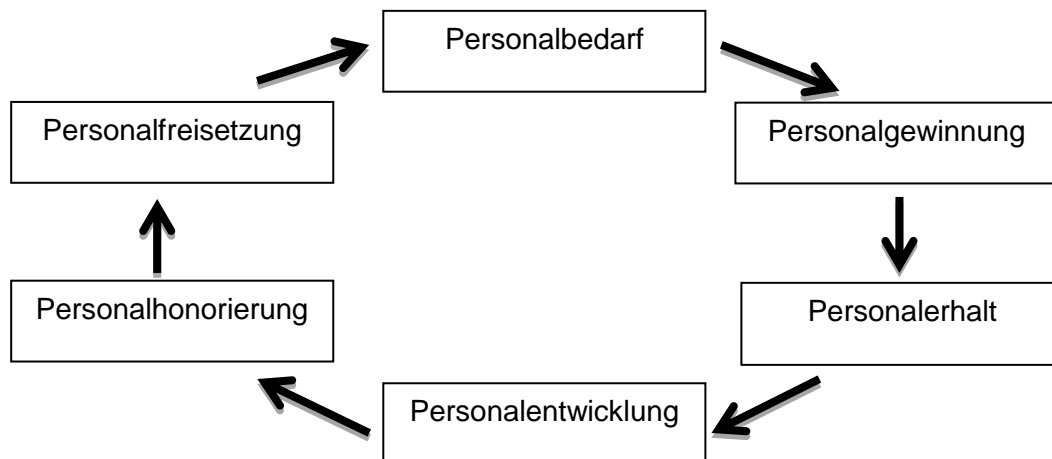 Personalbedarf
Personalgewinnung
Personalerhalt
Personalentwicklung
Personalhonorierung
Personalfreisetzung